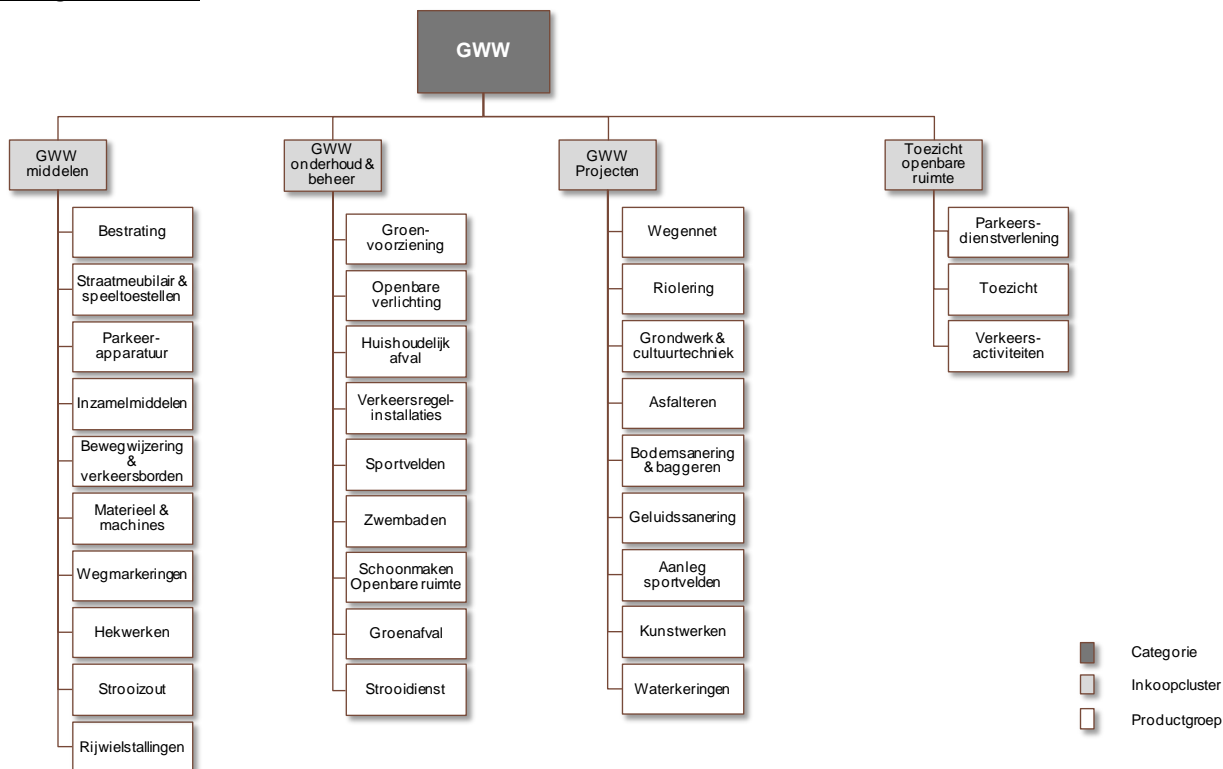 GWW
GWW
middelen
Bestrating
Straatmeubilair &
speeltoestellen
Parkeer-
apparatuur
Inzamelmiddelen
Bewegwijzering
&
verkeersborden
Materieel &
machines
Wegmarkeringen
Hekwerken
Strooizout
Rijwielstallingen
GWW
onderhoud &
beheer
Groen-
voorziening
Openbare
verlichting
Huishoudelijk
afval
Verkeersregel-
installaties
Sportvelden
Zwembaden
Schoonmaken
Openbare ruimte
Groenafval
Strooidienst
GWW
Projecten
Wegennet
Riolering
Grondwerk &
cultuurtechniek
Asfalteren
Bodemsanering
& baggeren
Geluidssanering
Aanleg
sportvelden
Kunstwerken
Waterkeringen
Toezicht
openbare
ruimte
Parkeers-
dienstverlening
Toezicht
Verkeers-
activiteiten
Categorie
Inkoopcluster
Productgroep